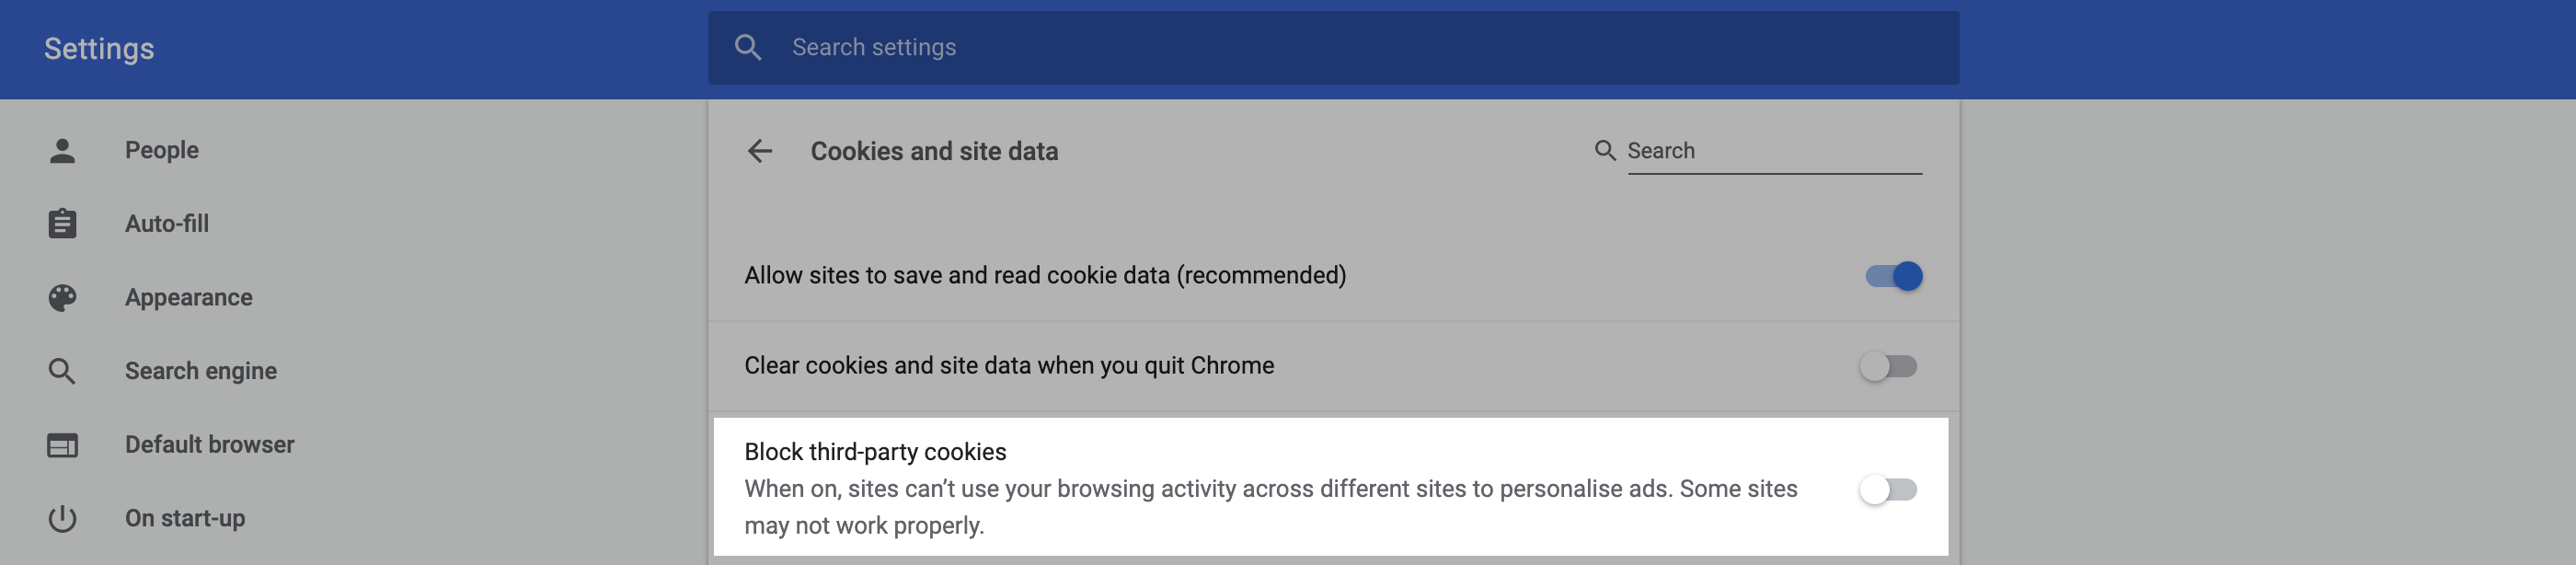 Settings
Search settings
People
Auto-fill
Appearance
Search engine
Default browser
On start-up
Cookies and site data
Search
Allow sites to save and read cookie data (recommended)
Clear cookies and site data when you quit Chrome
Block third-party cookies
When on, sites can’t use your browsing activity across different sites to personalise ads. Some sites
may not work properly.